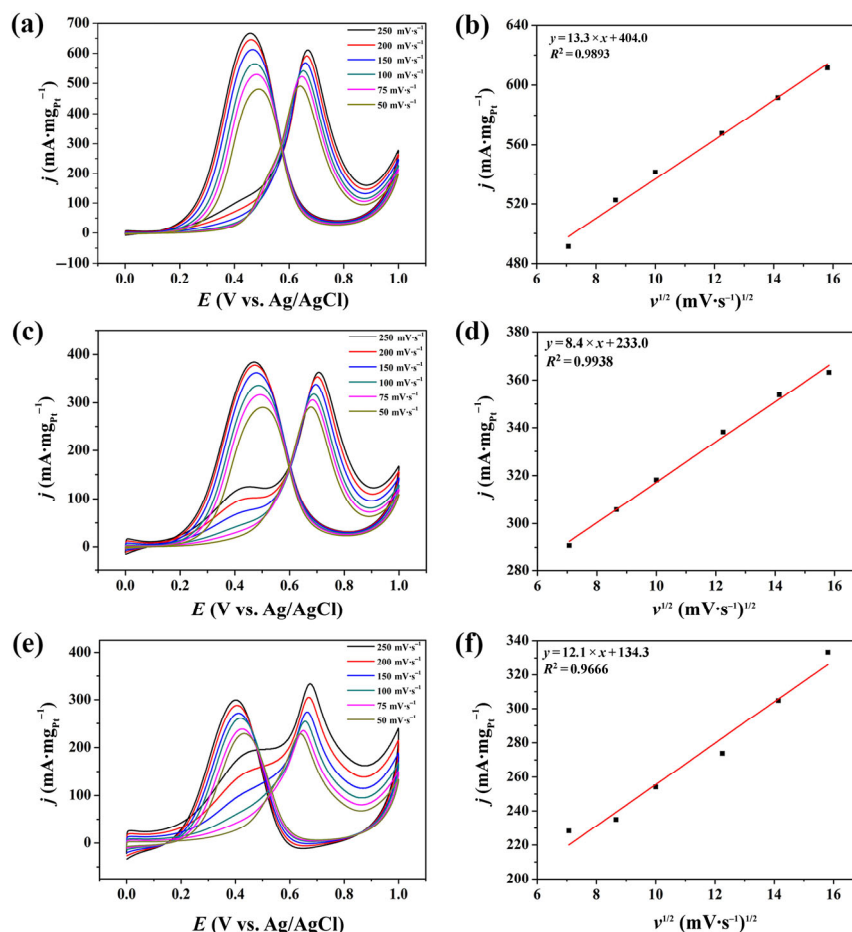 (a)
700
600
500
400
300
200
100
0
−100
j (mA·mgPt⁻¹)
250 mV·s⁻¹
200 mV·s⁻¹
150 mV·s⁻¹
100 mV·s⁻¹
75 mV·s⁻¹
50 mV·s⁻¹
0.0 0.2 0.4 0.6 0.8 1.0
E (V vs. Ag/AgCl)
(b)
y = 13.3 × x + 404.0
R² = 0.9893
640
600
560
520
480
j (mA·mgPt⁻¹)
6 8 10 12 14 16
v¹/² (mV·s⁻¹)¹/²
(c)
400
300
200
100
0
j (mA·mgPt⁻¹)
250 mV·s⁻¹
200 mV·s⁻¹
150 mV·s⁻¹
100 mV·s⁻¹
75 mV·s⁻¹
50 mV·s⁻¹
0.0 0.2 0.4 0.6 0.8 1.0
E (V vs. Ag/AgCl)
(d)
y = 8.4 × x + 233.0
R² = 0.9938
380
360
340
320
300
280
j (mA·mgPt⁻¹)
6 8 10 12 14 16
v¹/² (mV·s⁻¹)¹/²
(e)
400
300
200
100
0
j (mA·mgPt⁻¹)
250 mV·s⁻¹
200 mV·s⁻¹
150 mV·s⁻¹
100 mV·s⁻¹
75 mV·s⁻¹
50 mV·s⁻¹
0.0 0.2 0.4 0.6 0.8 1.0
E (V vs. Ag/AgCl)
(f)
y = 12.1 × x + 134.3
R² = 0.9666
340
320
300
280
260
240
220
200
j (mA·mgPt⁻¹)
6 8 10 12 14 16
v¹/² (mV·s⁻¹)¹/²